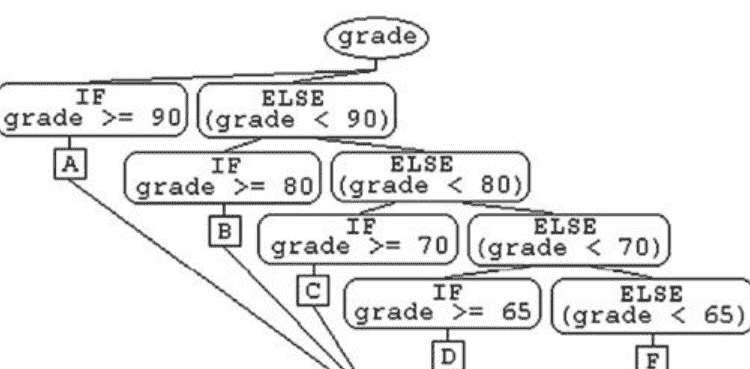 grade
IF
grade >= 90
ELSE
(grade < 90)
A
IF
grade >= 80
ELSE
(grade < 80)
B
IF
grade >= 70
ELSE
(grade < 70)
C
IF
grade >= 65
ELSE
(grade < 65)
D
F